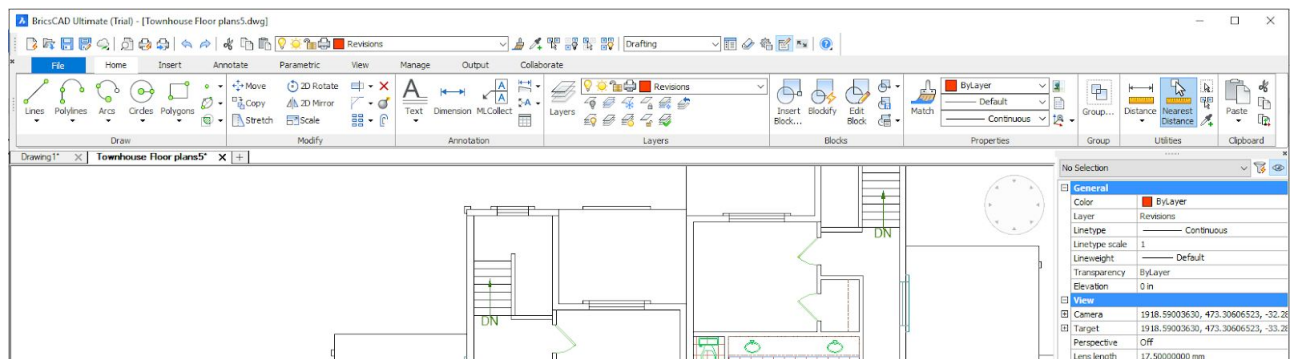 BricsCAD Ultimate (Trial) - [Townhouse Floor plans5.dwg]
Revisions
Drafting
File Home Insert Annotate Parametric View Manage Output Collaborate
Lines Polylines Arcs Circles Polygons
Move 2D Rotate
Copy 2D Mirror
Stretch Scale
Text Dimension MLCollect
Layers
Revisions
Insert Block... Blockify Edit Block
Match
ByLayer
Default
Continuous
Group...
Distance Nearest Distance
Paste
Draw Modify Annotation Layers Blocks Properties Group Utilities Clipboard
Drawing1* X Townhouse Floor plans5* X +
No Selection
General
Color ByLayer
Layer Revisions
Linetype Continuous
Linetype scale 1
Lineweight Default
Transparency ByLayer
Elevation 0 in
View
Camera 1918.59003630, 473.30606523, -32.28
Target 1918.59003630, 473.30606523, -33.28
Perspective Off
Lens length 17.50000000 mm
DN
DN